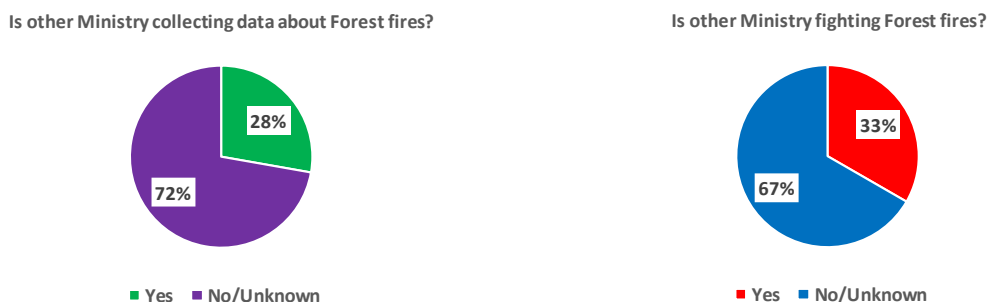 Is other Ministry collecting data about Forest fires?
28%
72%
Yes No/Unknown
Is other Ministry fighting Forest fires?
33%
67%
Yes No/Unknown